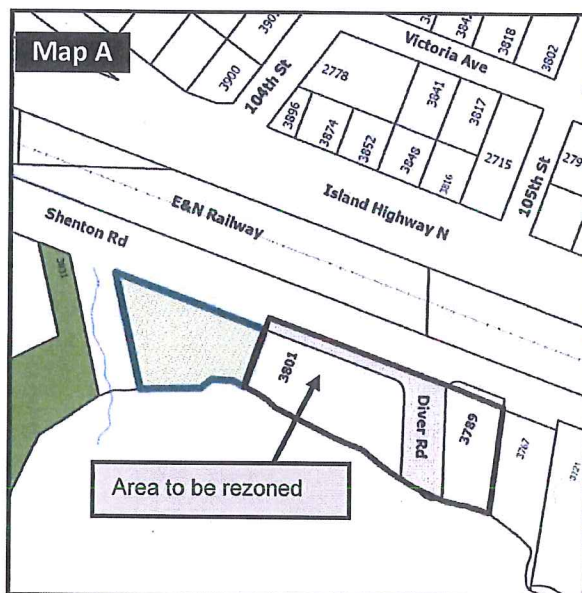 Map A
3900
104th St
2778
Victoria Ave
3818
3802
3841
3817
3896
3874
3852
3848
3816
2715
105th St
Island Highway N
E&N Railway
Shenton Rd
3801
Diver Rd
3789
3767
Area to be rezoned